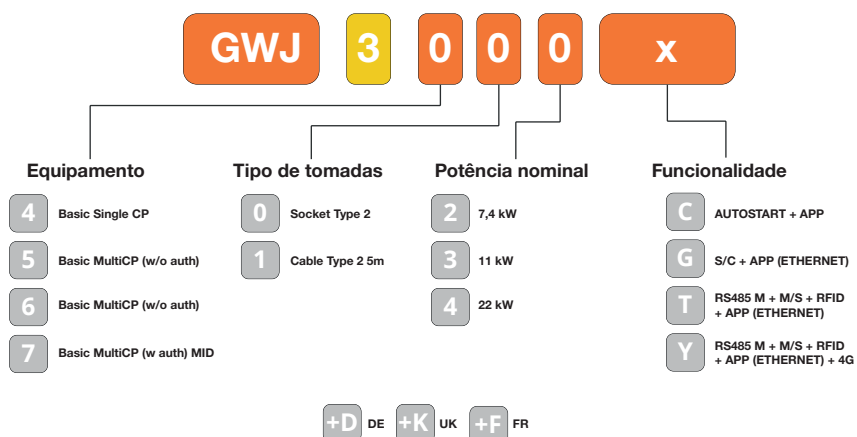 GWJ 3 0 0 0 x
Equipamento
4 Basic Single CP
5 Basic MultiCP (w/o auth)
6 Basic MultiCP (w/o auth)
7 Basic MultiCP (w auth) MID
Tipo de tomadas
0 Socket Type 2
1 Cable Type 2 5m
Potência nominal
2 7,4 kW
3 11 kW
4 22 kW
Funcionalidade
C AUTOSTART + APP
G S/C + APP (ETHERNET)
T RS485 M + M/S + RFID
+ APP (ETHERNET)
Y RS485 M + M/S + RFID
+ APP (ETHERNET) + 4G
+D DE +K UK +F FR